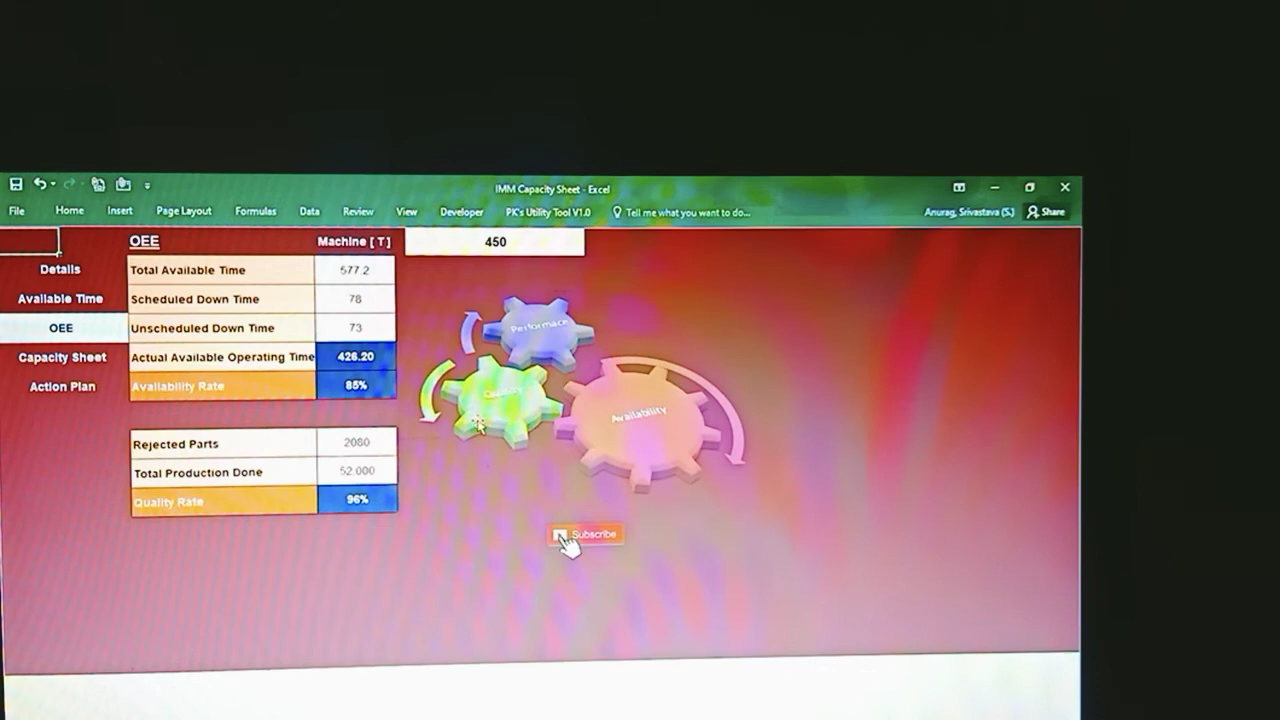 IMM Capacity Sheet - Excel
File Home Insert Page Layout Formulas Data Review View Developer PK's Utility Tool V1.0 Tell me what you want to do... Anurag, Srivastava (S.) Share
OEE Machine [ T ] 450
Details
Available Time
OEE
Capacity Sheet
Action Plan
Total Available Time 577.2
Scheduled Down Time 78
Unscheduled Down Time 73
Actual Available Operating Time 426.20
Availability Rate 85%
Rejected Parts 2080
Total Production Done 52.000
Quality Rate 96%
Performace
Quality
Availability
Subscribe